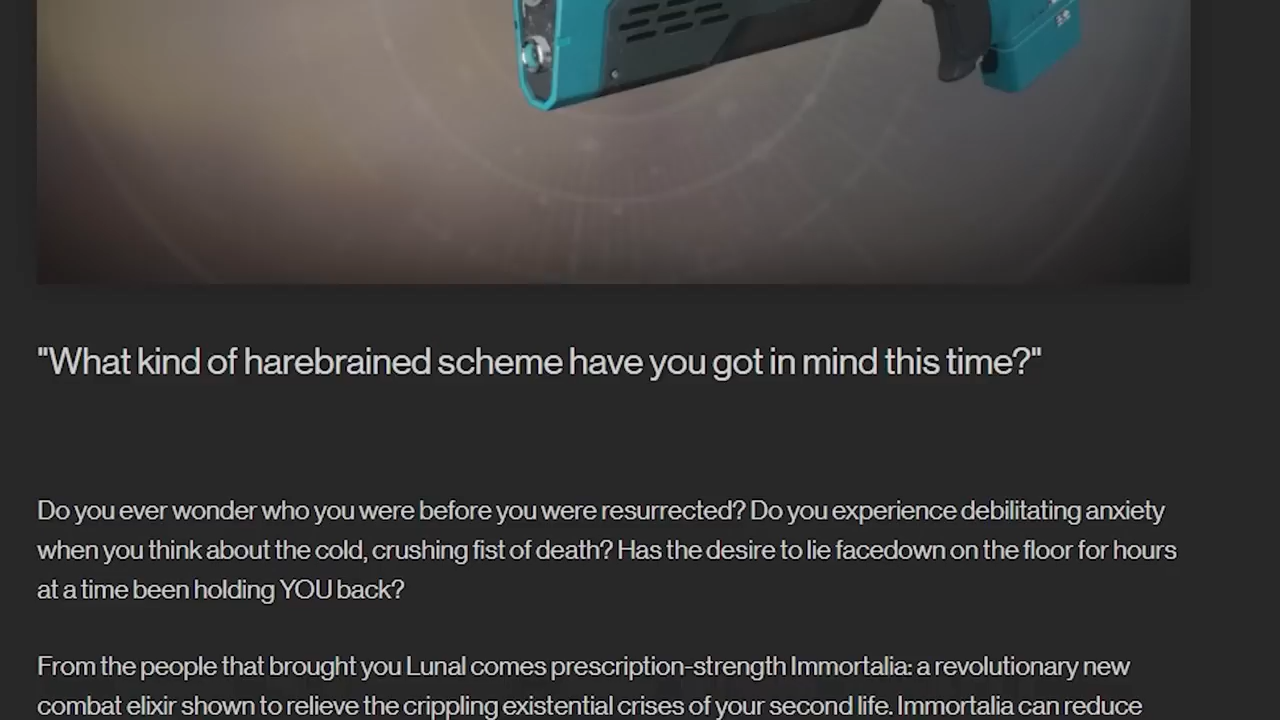 "What kind of harebrained scheme have you got in mind this time?"
Do you ever wonder who you were before you were resurrected? Do you experience debilitating anxiety
when you think about the cold, crushing fist of death? Has the desire to lie facedown on the floor for hours
at a time been holding YOU back?
From the people that brought you Lunal comes prescription-strength Immortalia: a revolutionary new
combat elixir shown to relieve the crippling existential crises of your second life. Immortalia can reduce